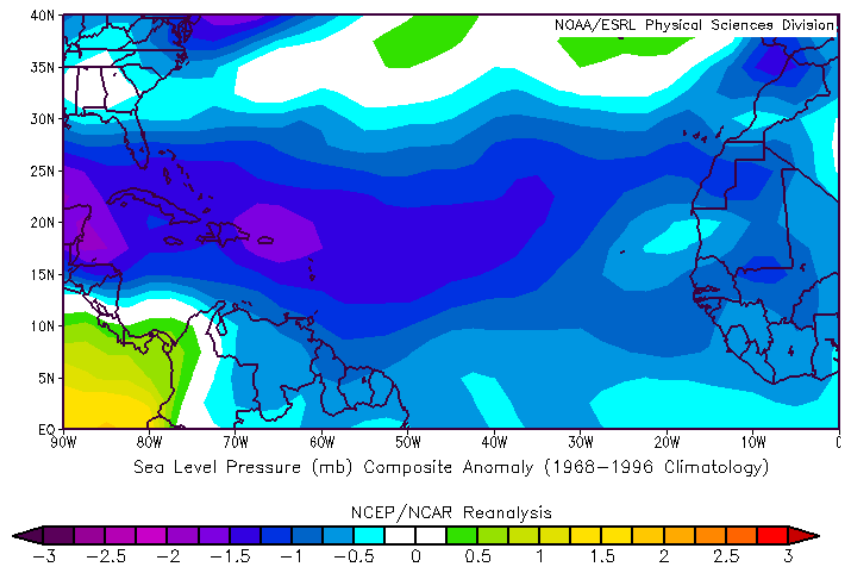 NOAA/ESRL Physical Sciences Division
40N
35N
30N
25N
20N
15N
10N
5N
EQ
90W 80W 70W 60W 50W 40W 30W 20W 10W 0
Sea Level Pressure (mb) Composite Anomaly (1968-1996 Climatology)
NCEP/NCAR Reanalysis
-3 -2.5 -2 -1.5 -1 -0.5 0 0.5 1 1.5 2 2.5 3